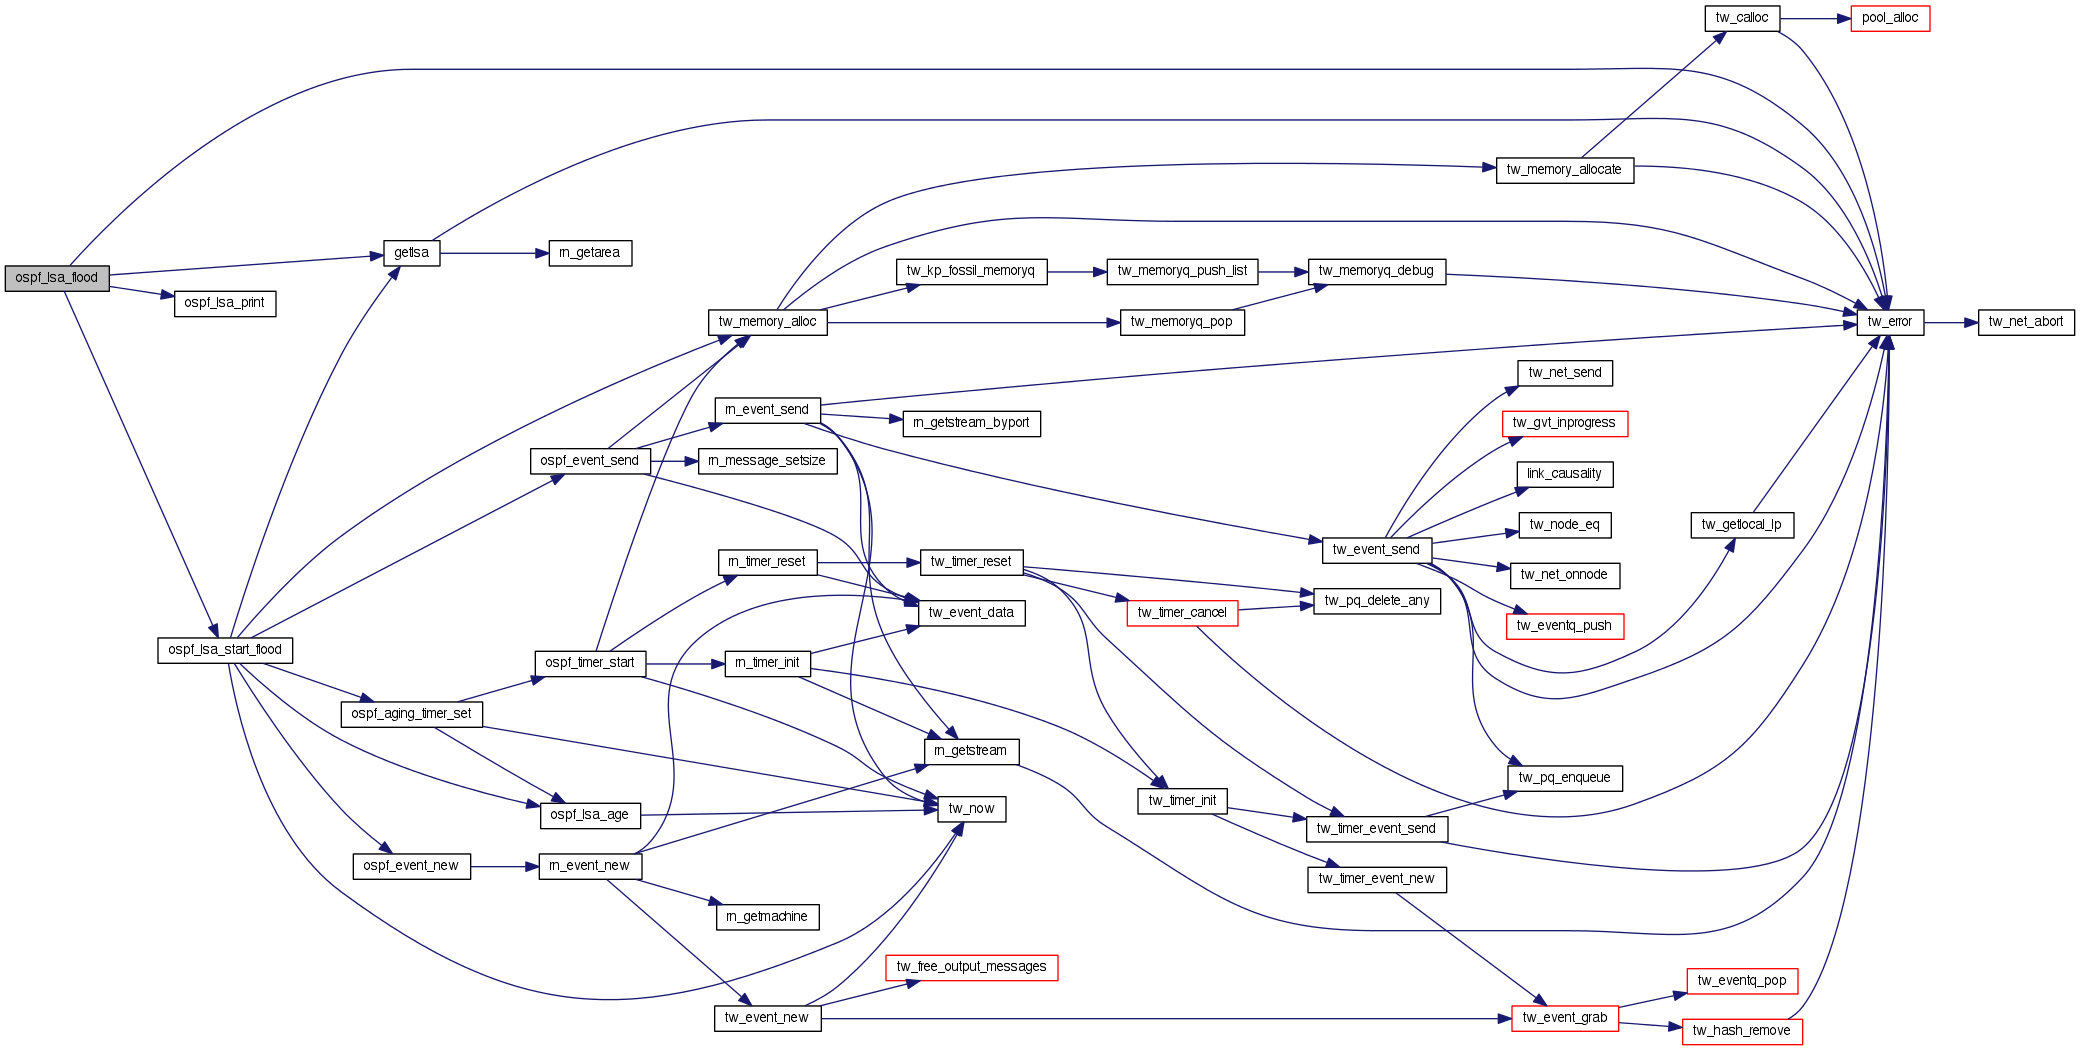 tw_calloc
pool_alloc
tw_memory_allocate
getlsa
rn_getarea
ospf_lsa_flood
ospf_lsa_print
tw_kp_fossil_memoryq
tw_memoryq_push_list
tw_memoryq_debug
tw_memory_alloc
tw_memoryq_pop
tw_error
tw_net_abort
tw_net_send
rn_event_send
rn_getstream_byport
tw_gvt_inprogress
ospf_event_send
rn_message_setsize
link_causality
tw_getlocal_lp
tw_node_eq
tw_event_send
rn_timer_reset
tw_timer_reset
tw_net_onnode
tw_pq_delete_any
tw_event_data
tw_timer_cancel
tw_eventq_push
ospf_lsa_start_flood
ospf_timer_start
rn_timer_init
ospf_aging_timer_set
rn_getstream
tw_pq_enqueue
tw_timer_init
tw_now
ospf_lsa_age
tw_timer_event_send
ospf_event_new
rn_event_new
tw_timer_event_new
rn_getmachine
tw_free_output_messages
tw_eventq_pop
tw_event_new
tw_event_grab
tw_hash_remove